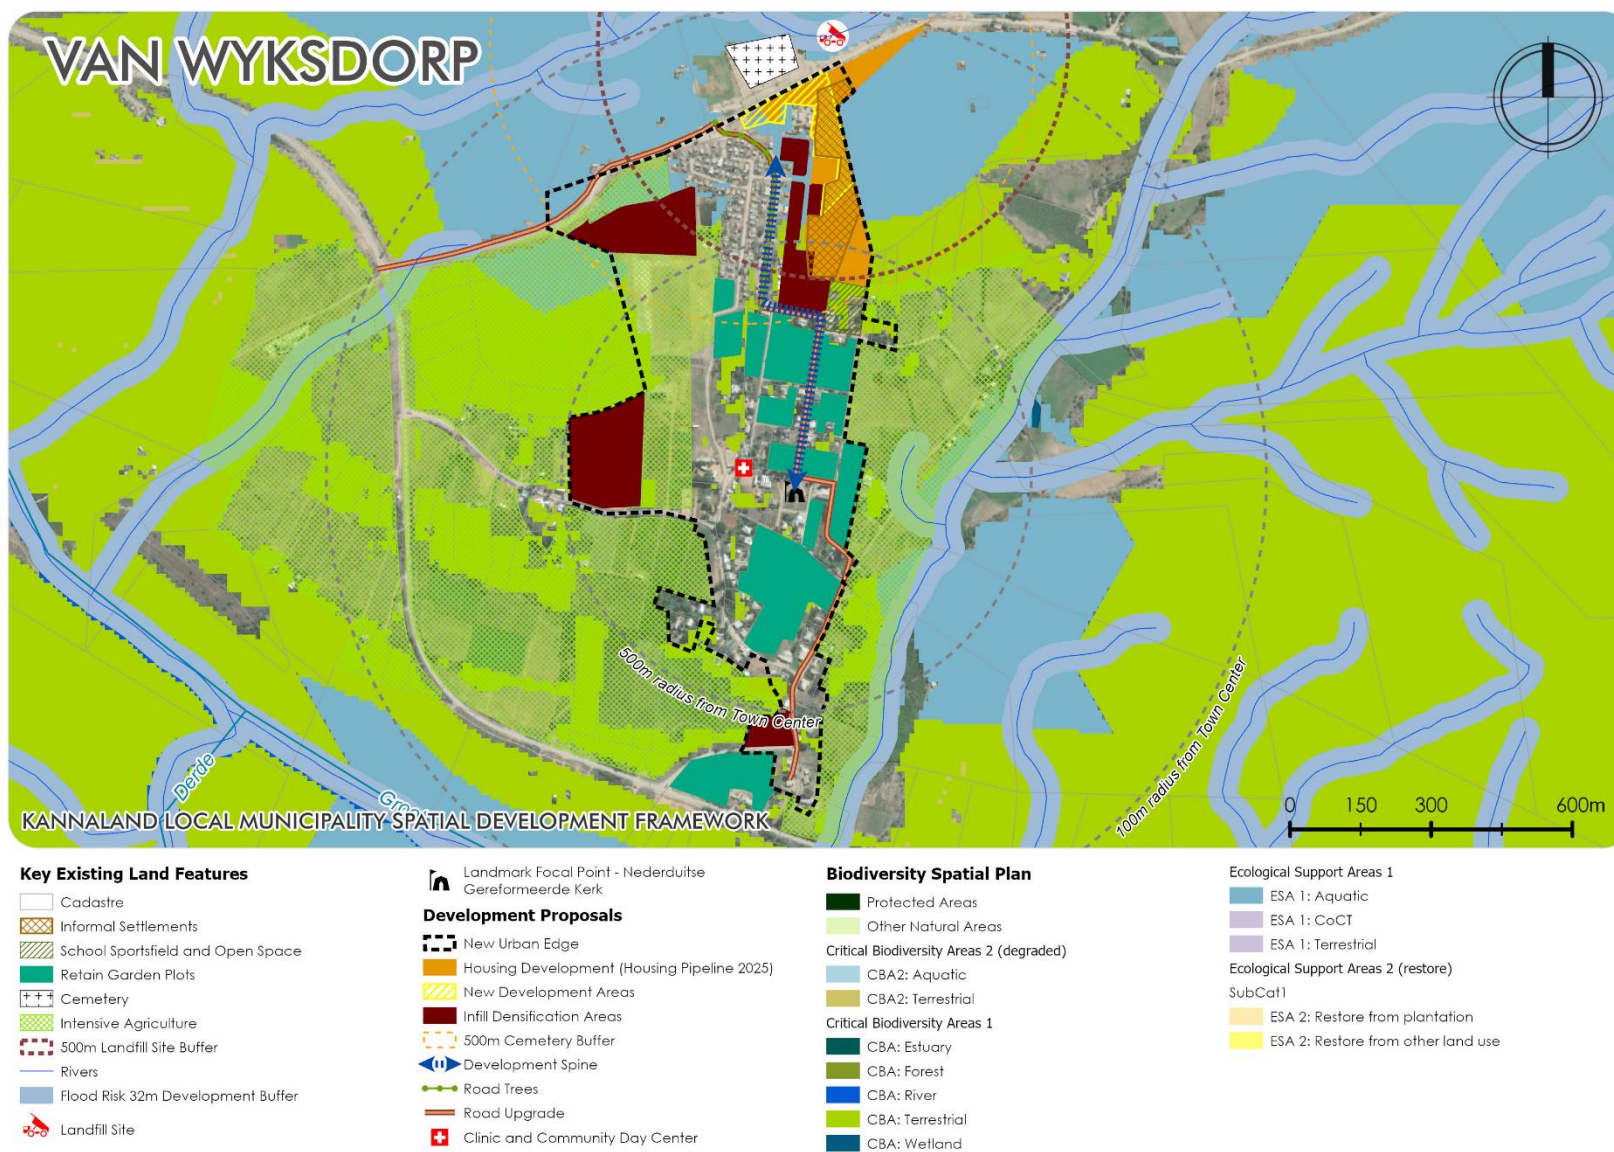 VAN WYKSDORP
500m radius from Town Center
100m radius from Town Center
Derde
0 150 300 600m
KANNALAND LOCAL MUNICIPALITY SPATIAL DEVELOPMENT FRAMEWORK
Key Existing Land Features
Cadastre
Informal Settlements
School Sportsfield and Open Space
Retain Garden Plots
Cemetery
Intensive Agriculture
500m Landfill Site Buffer
Rivers
Flood Risk 32m Development Buffer
Landfill Site
Landmark Focal Point - Nederduitse
Gereformeerde Kerk
Development Proposals
New Urban Edge
Housing Development (Housing Pipeline 2025)
New Development Areas
Infill Densification Areas
500m Cemetery Buffer
Development Spine
Road Trees
Road Upgrade
Clinic and Community Day Center
Biodiversity Spatial Plan
Protected Areas
Other Natural Areas
Critical Biodiversity Areas 2 (degraded)
CBA2: Aquatic
CBA2: Terrestrial
Critical Biodiversity Areas 1
CBA: Estuary
CBA: Forest
CBA: River
CBA: Terrestrial
CBA: Wetland
Ecological Support Areas 1
ESA 1: Aquatic
ESA 1: CoCT
ESA 1: Terrestrial
Ecological Support Areas 2 (restore)
SubCat1
ESA 2: Restore from plantation
ESA 2: Restore from other land use